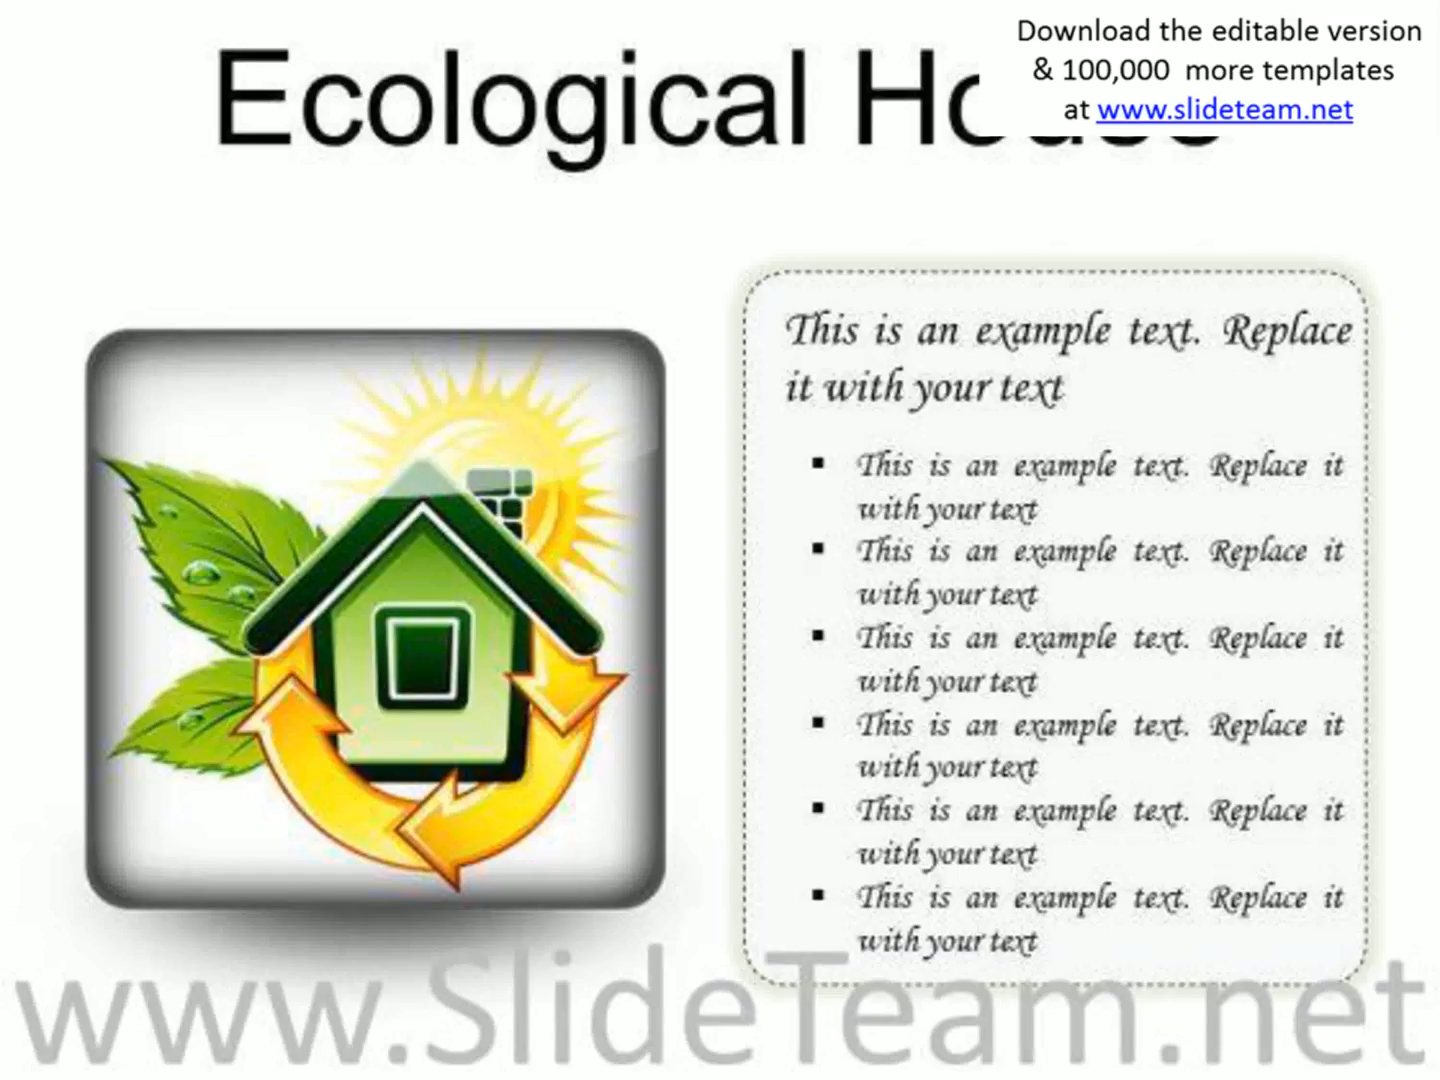 Ecological
Download the editable version
& 100,000 more templates
at www.slideteam.net
This is an example text. Replace
it with your text
▪ This is an example text. Replace it
with your text
▪ This is an example text. Replace it
with your text
▪ This is an example text. Replace it
with your text
▪ This is an example text. Replace it
with your text
▪ This is an example text. Replace it
with your text
▪ This is an example text. Replace it
with your text
www.SlideTeam.net